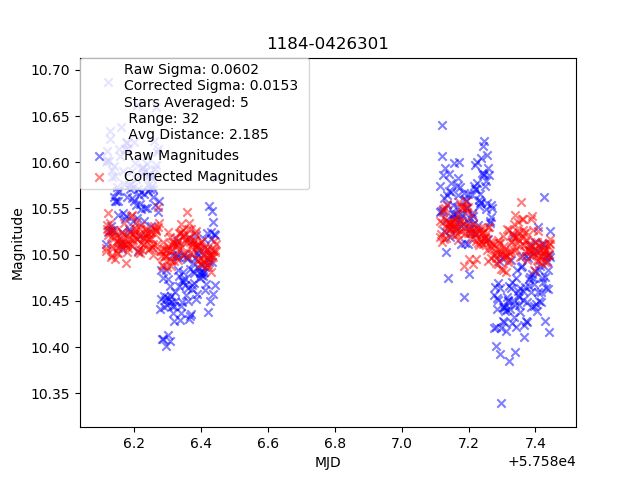 1184-0426301
Raw Sigma: 0.0602
Corrected Sigma: 0.0153
Stars Averaged: 5
Range: 32
Avg Distance: 2.185
Raw Magnitudes
Corrected Magnitudes
Magnitude
10.70
10.65
10.60
10.55
10.50
10.45
10.40
10.35
6.2
6.4
6.6
6.8
7.0
7.2
7.4
MJD
+5.758e4